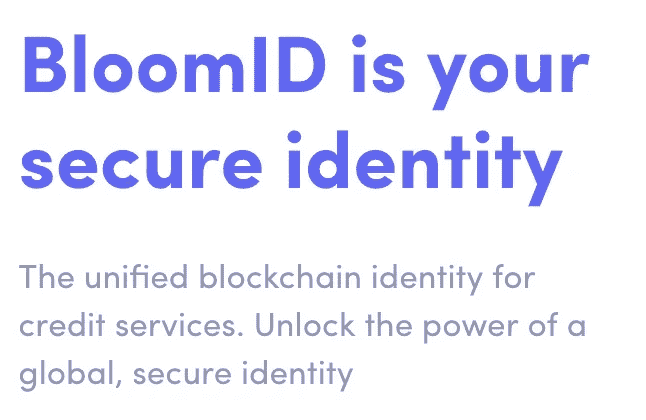 BloomID is your
secure identity
The unified blockchain identity for
credit services. Unlock the power of a
global, secure identity